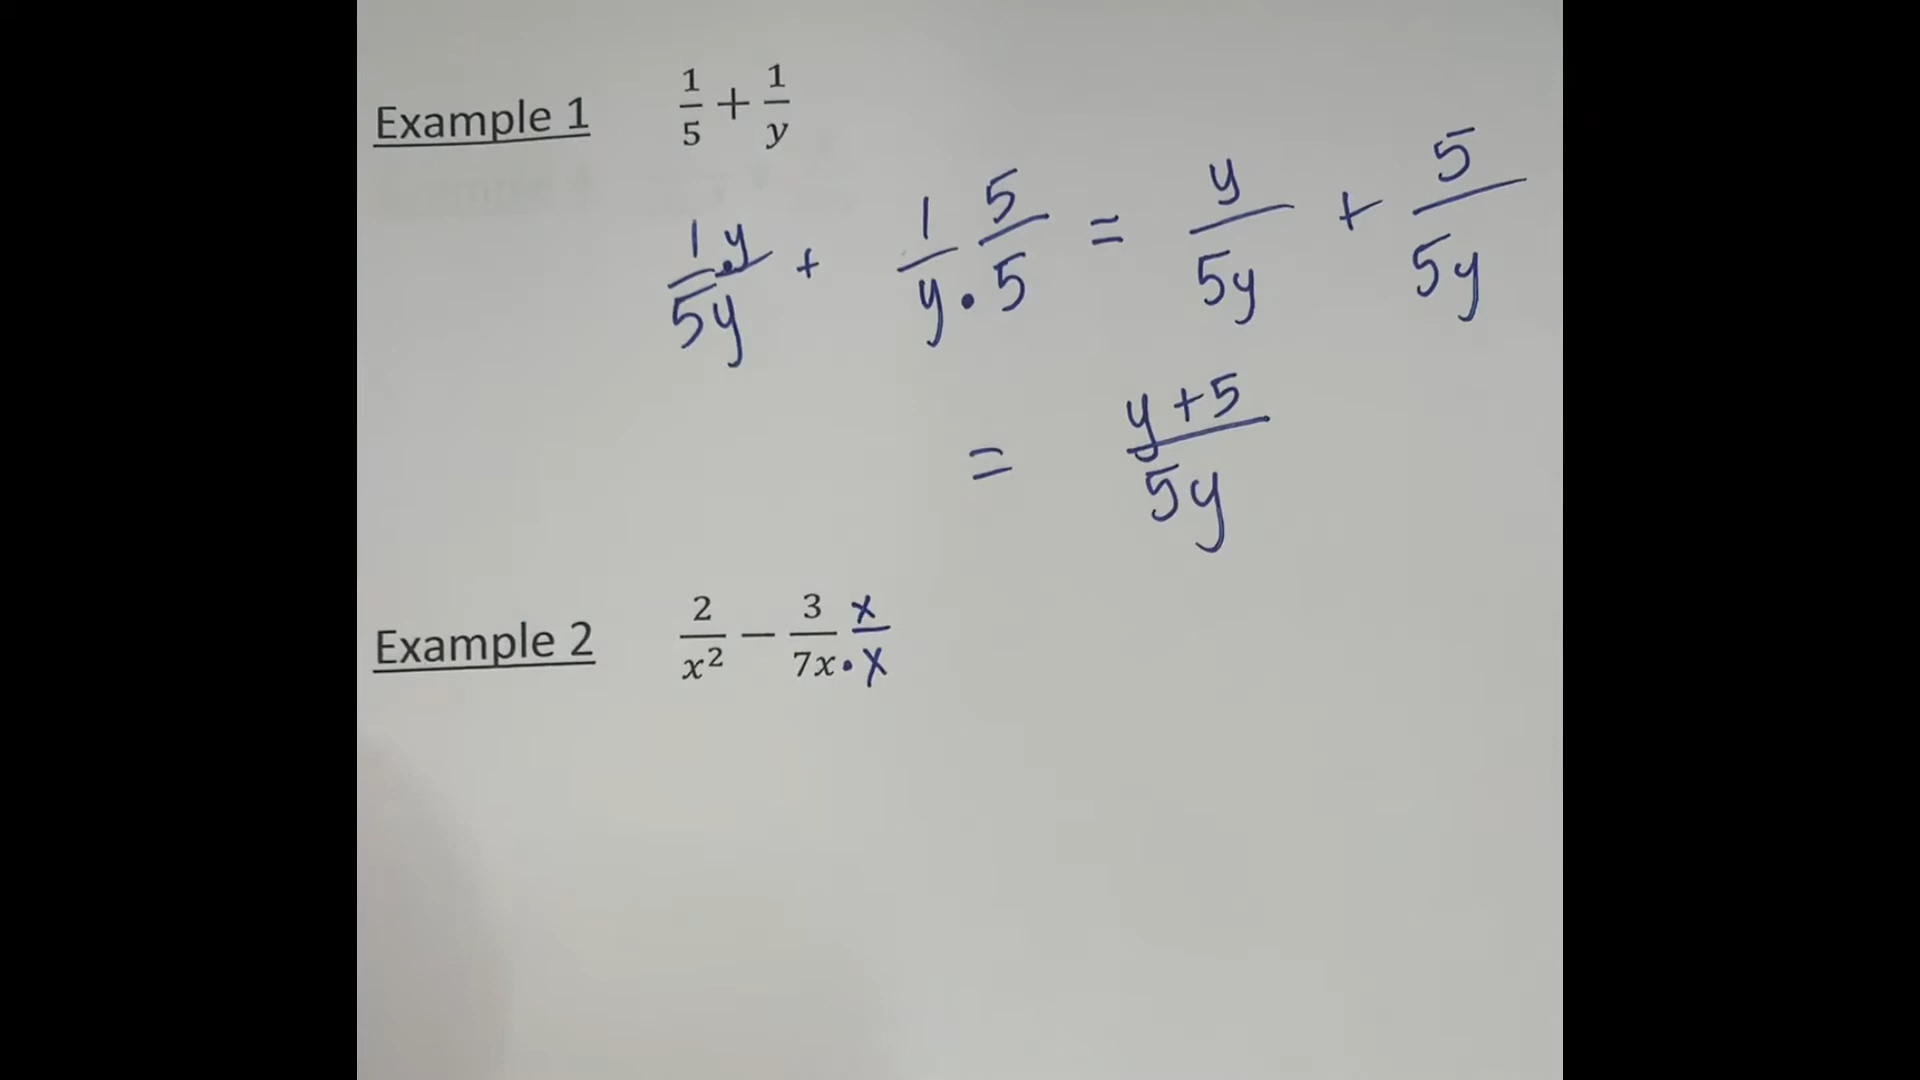 Example 1 1/5 + 1/y
1/5 · y/y + 1/y · 5/5 = y/5y + 5/5y
= y+5/5y
Example 2 2/x² − 3/7x · x/x